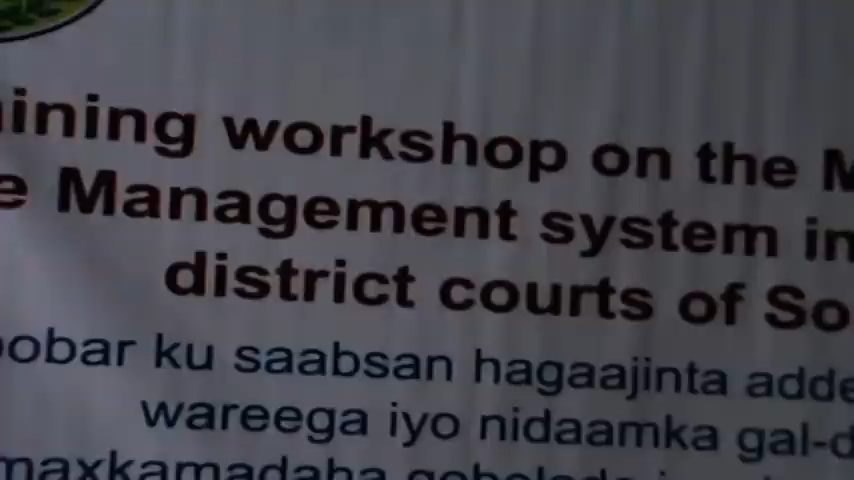 ining workshop on the M
e Management system in
district courts of So
obar ku saabsan hagaajinta adde
wareega iyo nidaamka gal-d
maxkamadaha